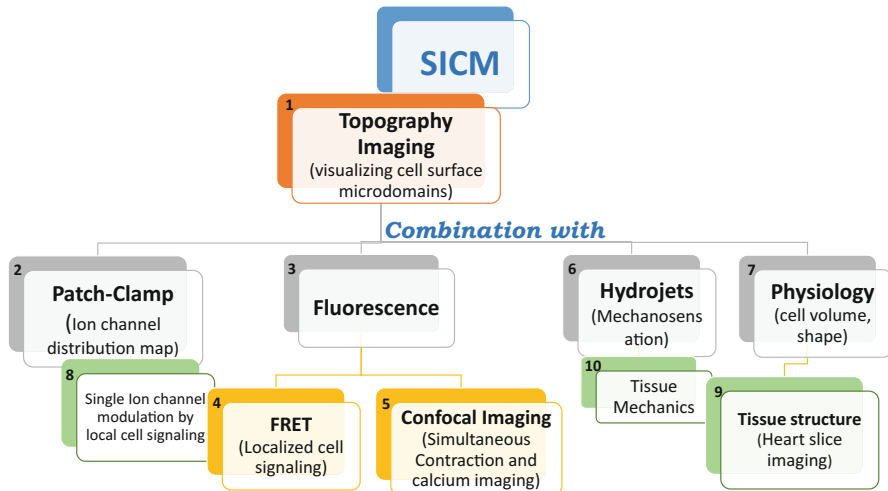 SICM
1
Topography
Imaging
(visualizing cell surface
microdomains)
Combination with
2
Patch-Clamp
(Ion channel
distribution map)
3
Fluorescence
6
Hydrojets
(Mechanosens
ation)
7
Physiology
(cell volume,
shape)
8
Single Ion channel
modulation by
local cell signaling
4
FRET
(Localized cell
signaling)
5
Confocal Imaging
(Simultaneous
Contraction and
calcium imaging)
10
Tissue
Mechanics
9
Tissue structure
(Heart slice
imaging)